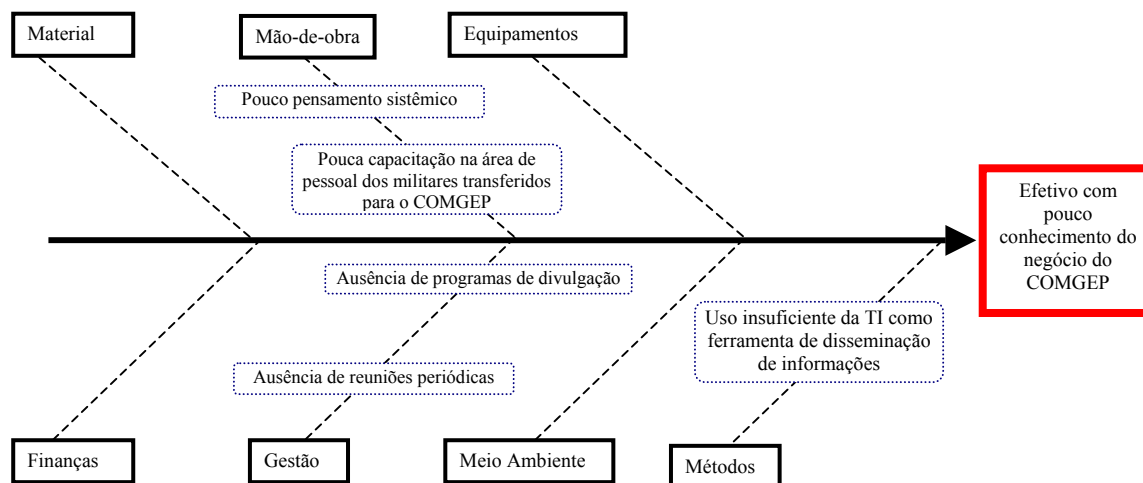 Material
Mão-de-obra
Equipamentos
Pouco pensamento sistêmico
Pouca capacitação na área de
pessoal dos militares transferidos
para o COMGEP
Efetivo com
pouco
conhecimento do
negócio do
COMGEP
Ausência de programas de divulgação
Uso insuficiente da TI como
ferramenta de disseminação
de informações
Ausência de reuniões periódicas
Finanças
Gestão
Meio Ambiente
Métodos